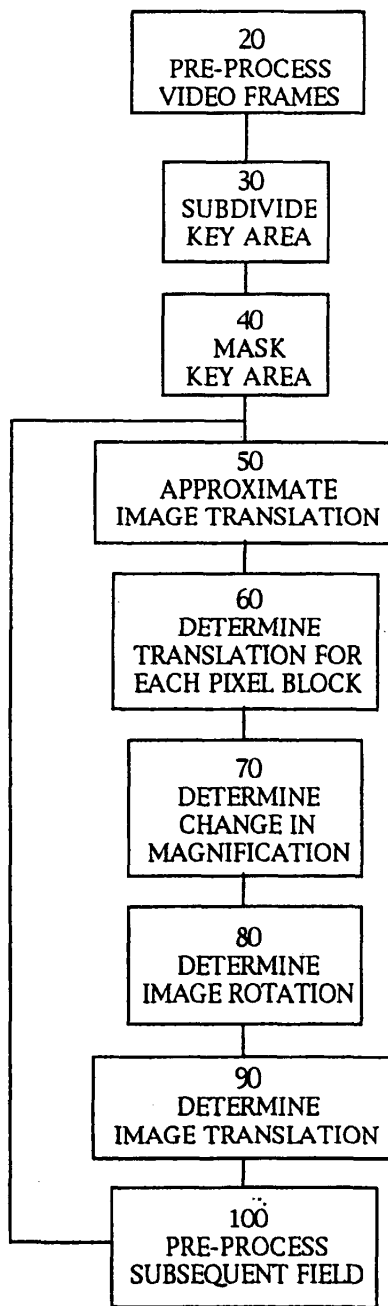 20
PRE-PROCESS
VIDEO FRAMES
30
SUBDIVIDE
KEY AREA
40
MASK
KEY AREA
50
APPROXIMATE
IMAGE TRANSLATION
60
DETERMINE
TRANSLATION FOR
EACH PIXEL BLOCK
70
DETERMINE
CHANGE IN
MAGNIFICATION
80
DETERMINE
IMAGE ROTATION
90
DETERMINE
IMAGE TRANSLATION
100
PRE-PROCESS
SUBSEQUENT FIELD